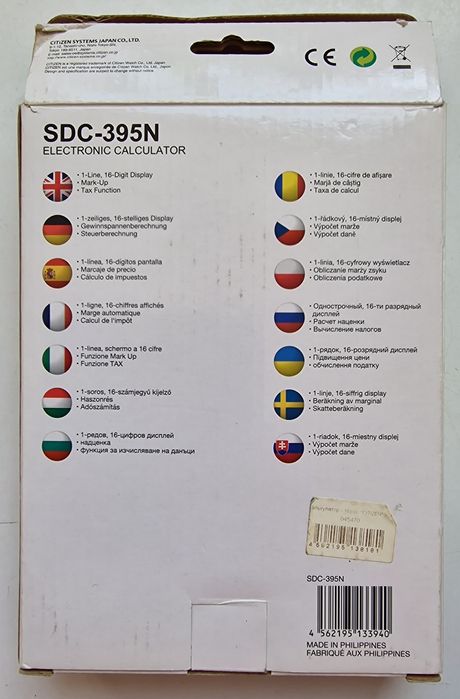 CITIZEN SYSTEMS JAPAN CO., LTD.
CE
SDC-395N
ELECTRONIC CALCULATOR
• 1-Line, 16-Digit Display
• Mark-Up
• Tax Function
• 1-zeiliges, 16-stelliges Display
• Gewinnspannenberechnung
• Steuerberechnung
• 1-línea, 16-dígitos pantalla
• Marcaje de precio
• Cálculo de impuestos
• 1-ligne, 16-chiffres affichés
• Marge automatique
• Calcul de l'impôt
• 1-linea, schermo a 16 cifre
• Funzione Mark Up
• Funzione TAX
• 1-soros, 16-számjegyű kijelző
• Haszonrés
• Adószámítás
• 1-редов, 16-цифров дисплей
• надценка
• функция за изчисляване на данъци
• 1-linie, 16-cifre de afişare
• Marjă de câştig
• Taxa de calcul
• 1-řádkový, 16-místný displej
• Výpočet marže
• Výpočet daně
• 1-linia, 16-cyfrowy wyświetlacz
• Obliczanie marży zysku
• Obliczenia podatkowe
• Однострочный, 16-ти разрядный
дисплей
• Расчет наценки
• Вычисление налогов
• 1-рядок, 16-розрядний дисплей
• Підвищення ціни
• обчислення податку
• 1-linje, 16-siffrig display
• Beräkning av marginal
• Skatteberäkning
• 1-riadok, 16-miestny displej
• Výpočet marže
• Výpočet dane
045470
4 602195 138181
SDC-395N
4 562195 133940
MADE IN PHILIPPINES
FABRIQUÉ AUX PHILIPPINES